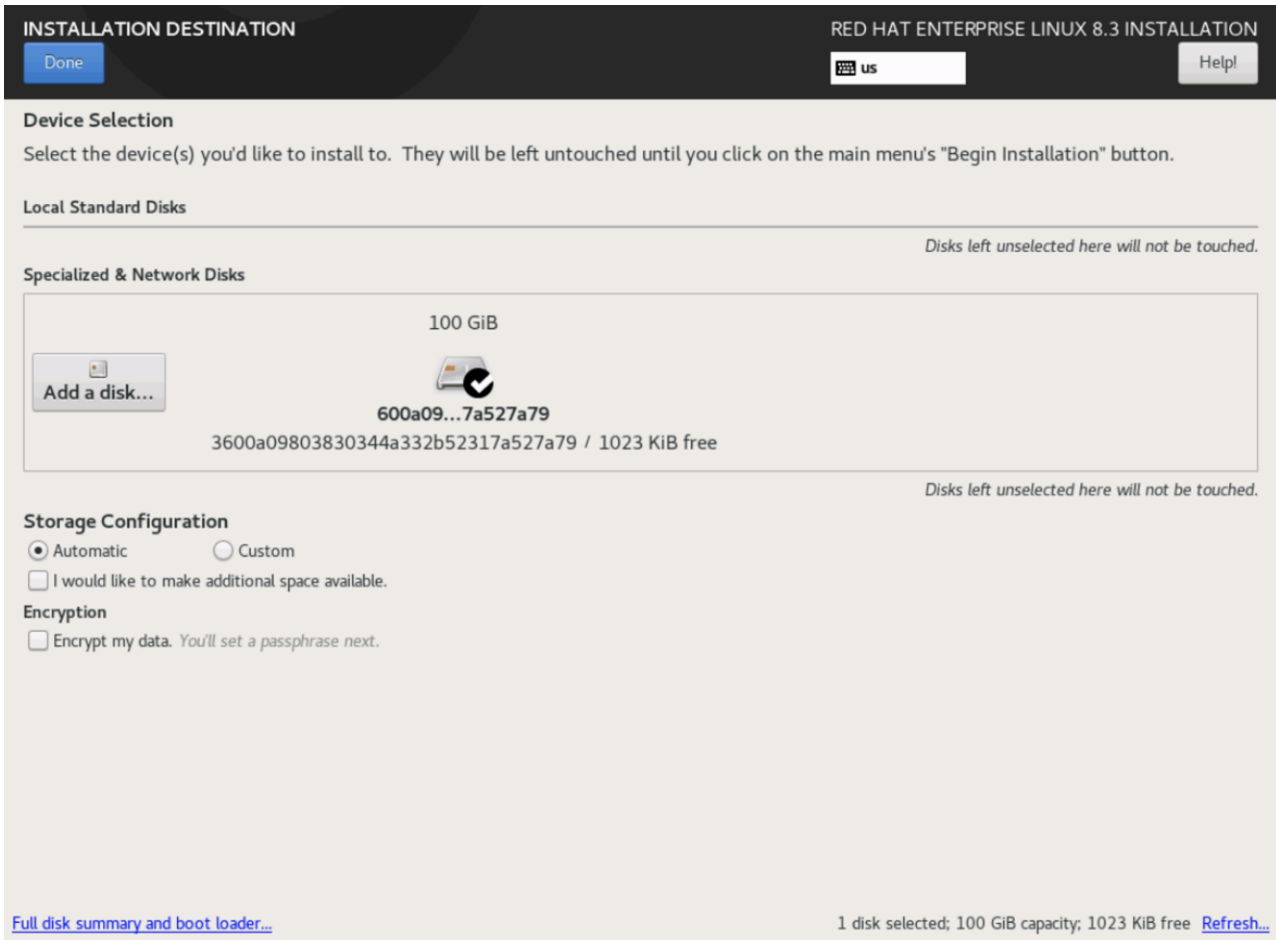 INSTALLATION DESTINATION
RED HAT ENTERPRISE LINUX 8.3 INSTALLATION
Done
us
Help!
Device Selection
Select the device(s) you'd like to install to. They will be left untouched until you click on the main menu's "Begin Installation" button.
Local Standard Disks
Disks left unselected here will not be touched.
Specialized & Network Disks
100 GiB
Add a disk...
600a09...7a527a79
3600a09803830344a332b52317a527a79 / 1023 KiB free
Disks left unselected here will not be touched.
Storage Configuration
Automatic
Custom
I would like to make additional space available.
Encryption
Encrypt my data. You'll set a passphrase next.
Full disk summary and boot loader...
1 disk selected; 100 GiB capacity; 1023 KiB free Refresh...